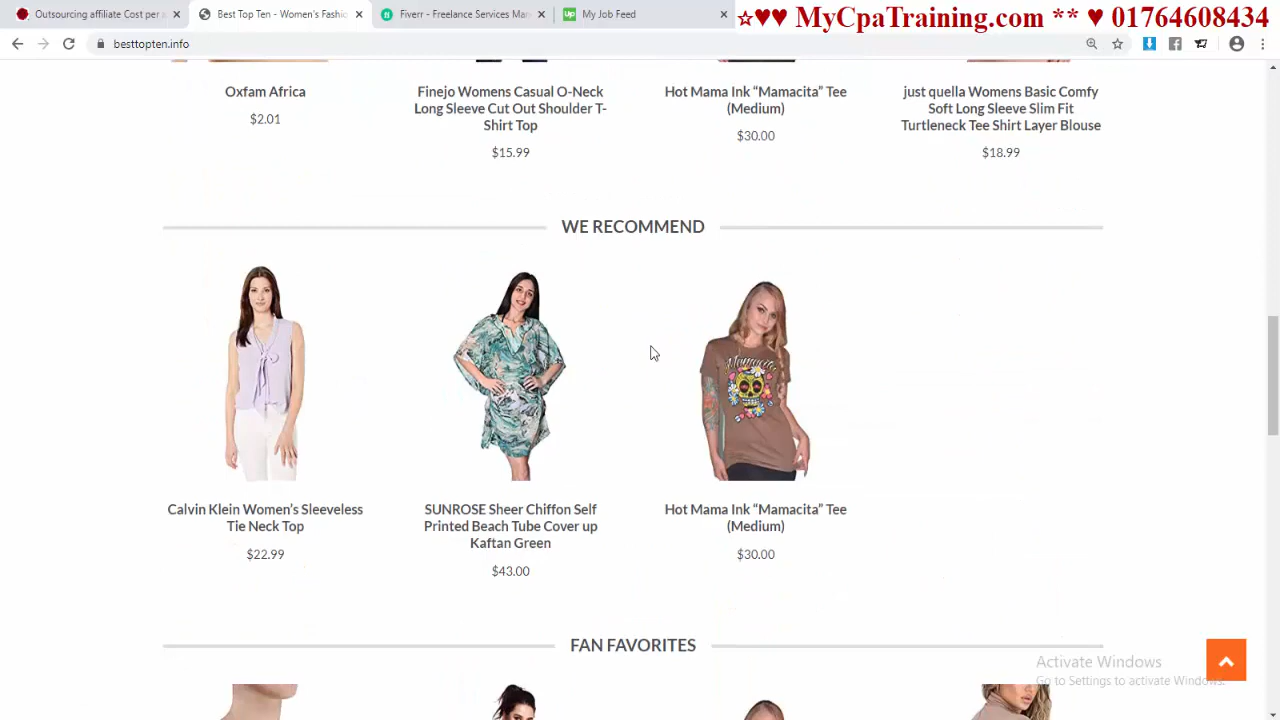 Outsourcing affiliate Cost per a
Best Top Ten - Women's Fashio
Fiverr - Freelance Services Mar
My Job Feed
☆♥♥ MyCpaTraining.com ** ♥ 01764608434
besttopten.info
Oxfam Africa
$2.01
Finejo Womens Casual O-Neck
Long Sleeve Cut Out Shoulder T-
Shirt Top
$15.99
Hot Mama Ink “Mamacita” Tee
(Medium)
$30.00
just quella Womens Basic Comfy
Soft Long Sleeve Slim Fit
Turtleneck Tee Shirt Layer Blouse
$18.99
WE RECOMMEND
Mamacita
Calvin Klein Women’s Sleeveless
Tie Neck Top
$22.99
SUNROSE Sheer Chiffon Self
Printed Beach Tube Cover up
Kaftan Green
$43.00
Hot Mama Ink “Mamacita” Tee
(Medium)
$30.00
FAN FAVORITES
Activate Windows
Go to Settings to activate Windows.